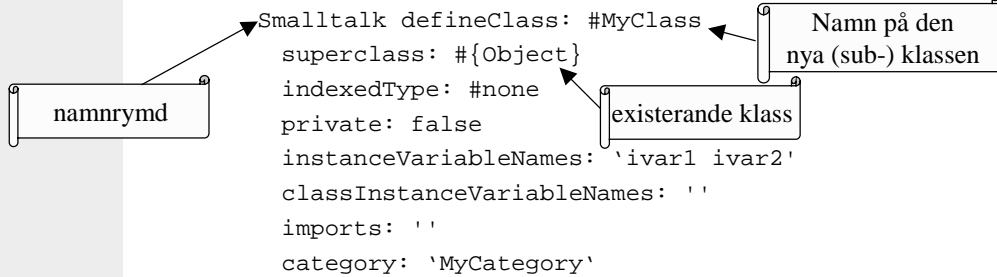 Smalltalk defineClass: #MyClass
superclass: #{Object}
indexedType: #none
private: false
instanceVariableNames: ‘ivar1 ivar2'
classInstanceVariableNames: ''
imports: ''
category: ‘MyCategory‘
namnrymd
existerande klass
Namn på den
nya (sub-) klassen